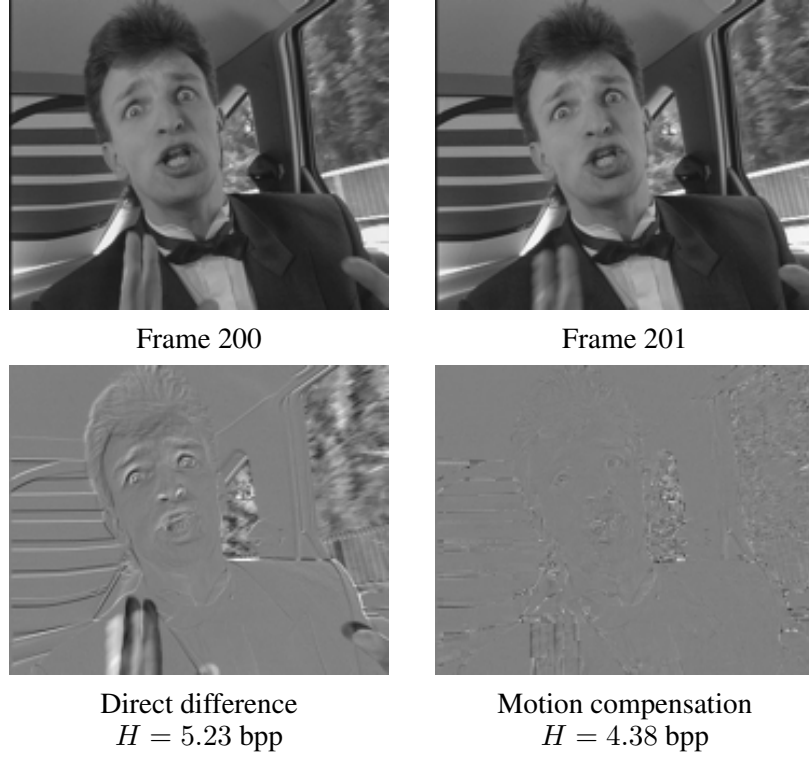 Frame 200
Frame 201
Direct difference
H = 5.23 bpp
Motion compensation
H = 4.38 bpp